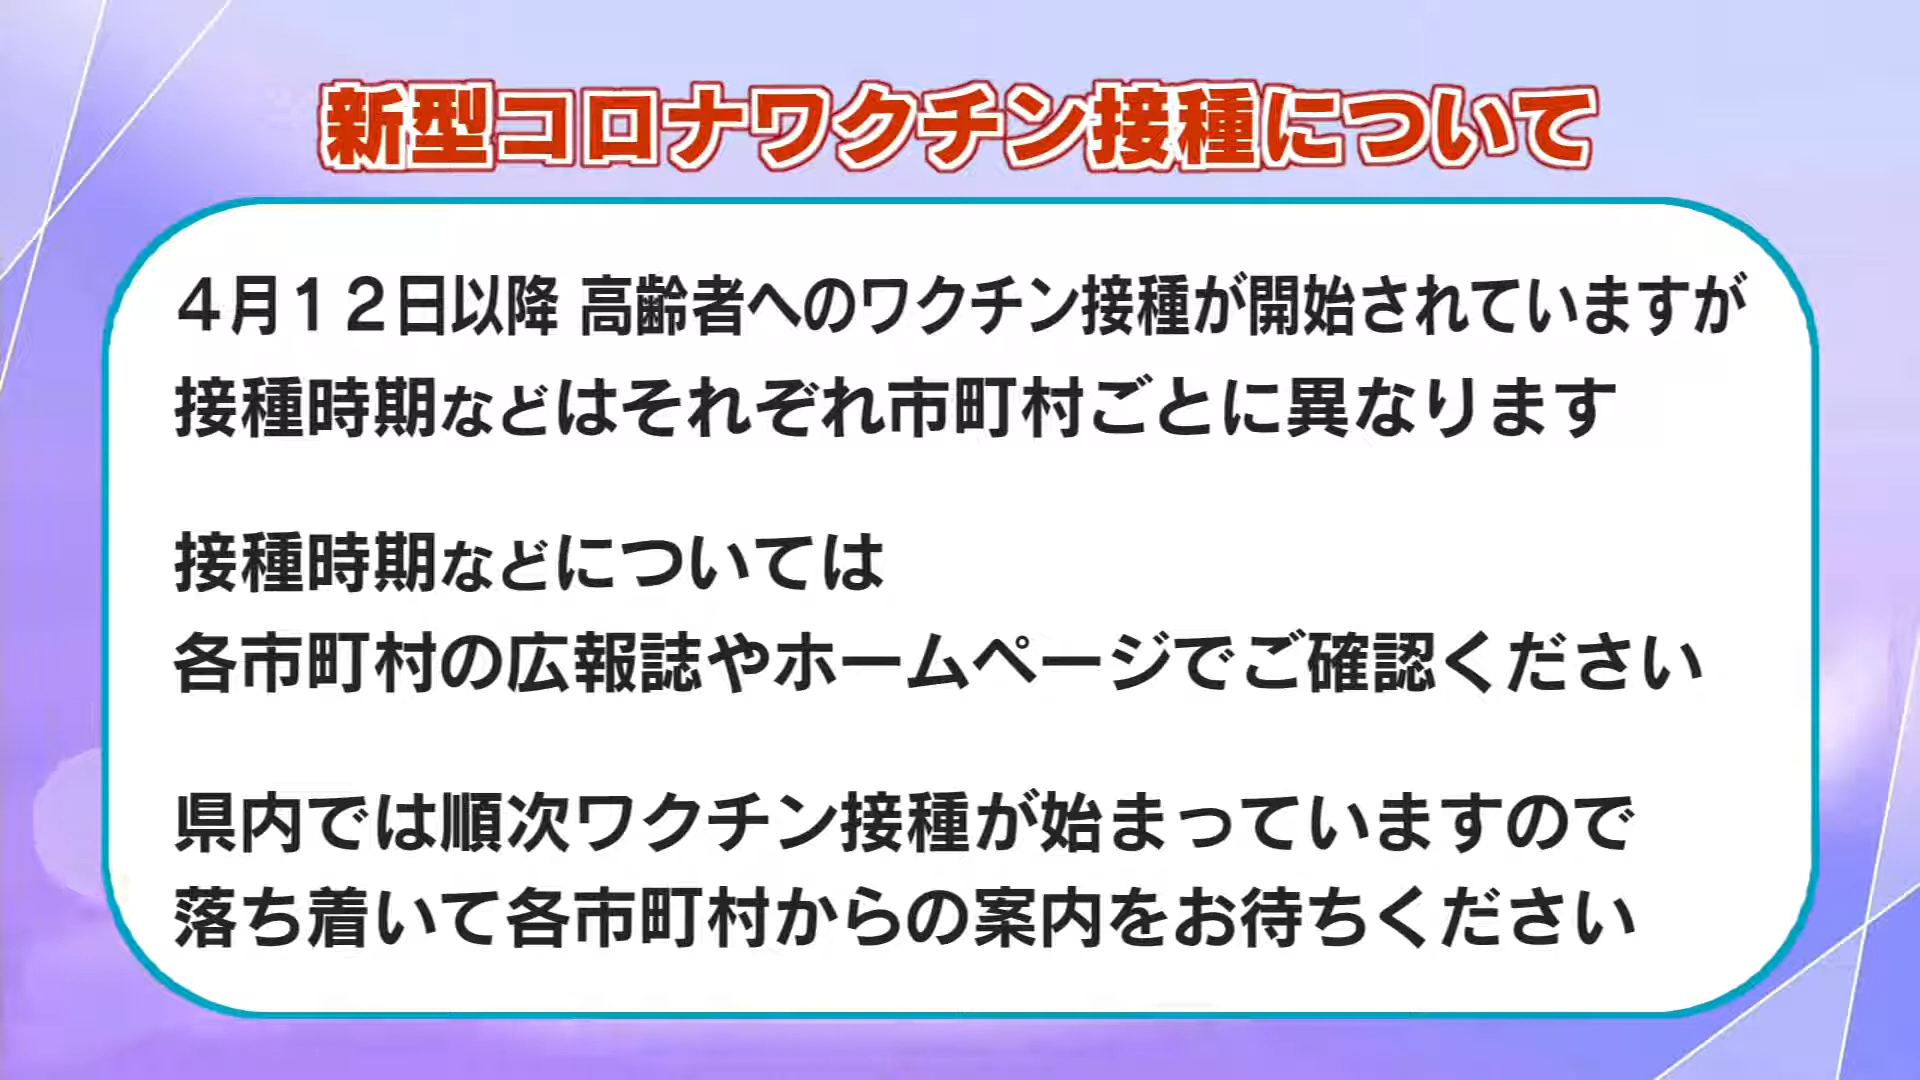 新型コロナワクチン接種について
４月１２日以降 高齢者へのワクチン接種が開始されていますが
接種時期などはそれぞれ市町村ごとに異なります
接種時期などについては
各市町村の広報誌やホームページでご確認ください
県内では順次ワクチン接種が始まっていますので
落ち着いて各市町村からの案内をお待ちください